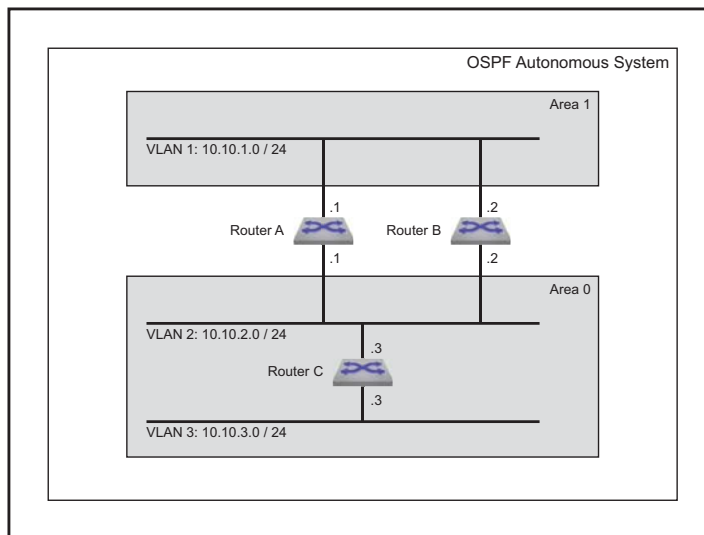 OSPF Autonomous System
Area 1
VLAN 1: 10.10.1.0 / 24
.1
.2
Router A
Router B
.1
.2
Area 0
VLAN 2: 10.10.2.0 / 24
.3
Router C
.3
VLAN 3: 10.10.3.0 / 24